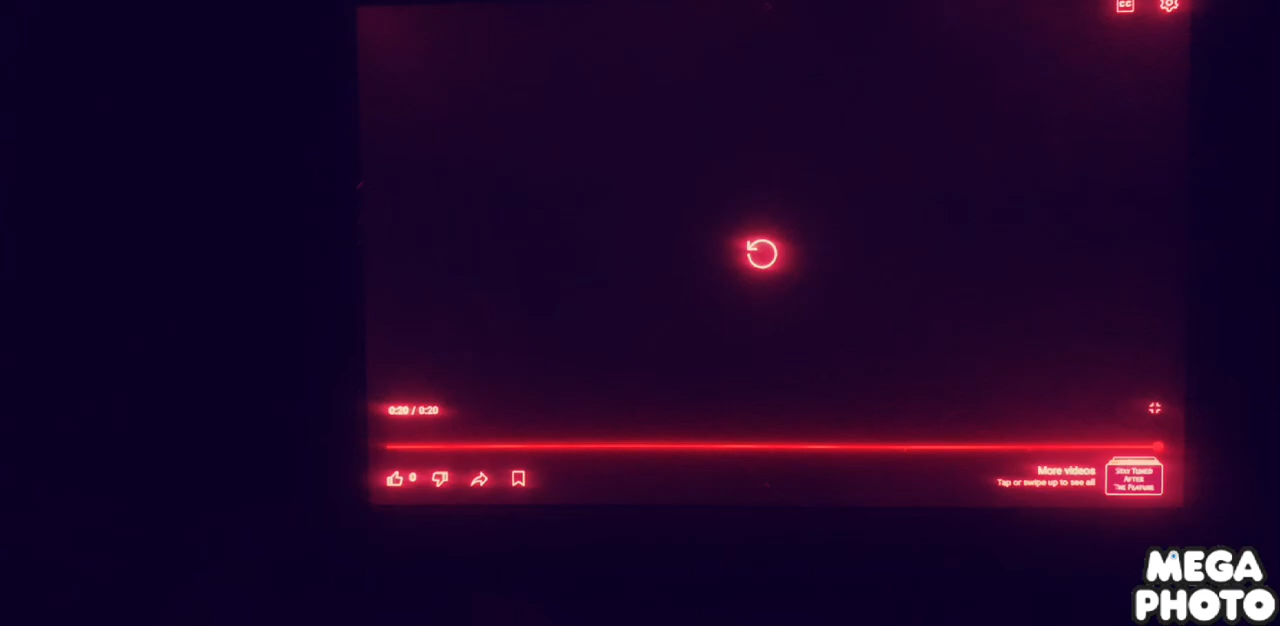 CC
0:20 / 0:20
0
More videos
Tap or swipe up to see all
STAY TUNED
AFTER
THE FEATURE
MEGA
PHOTO